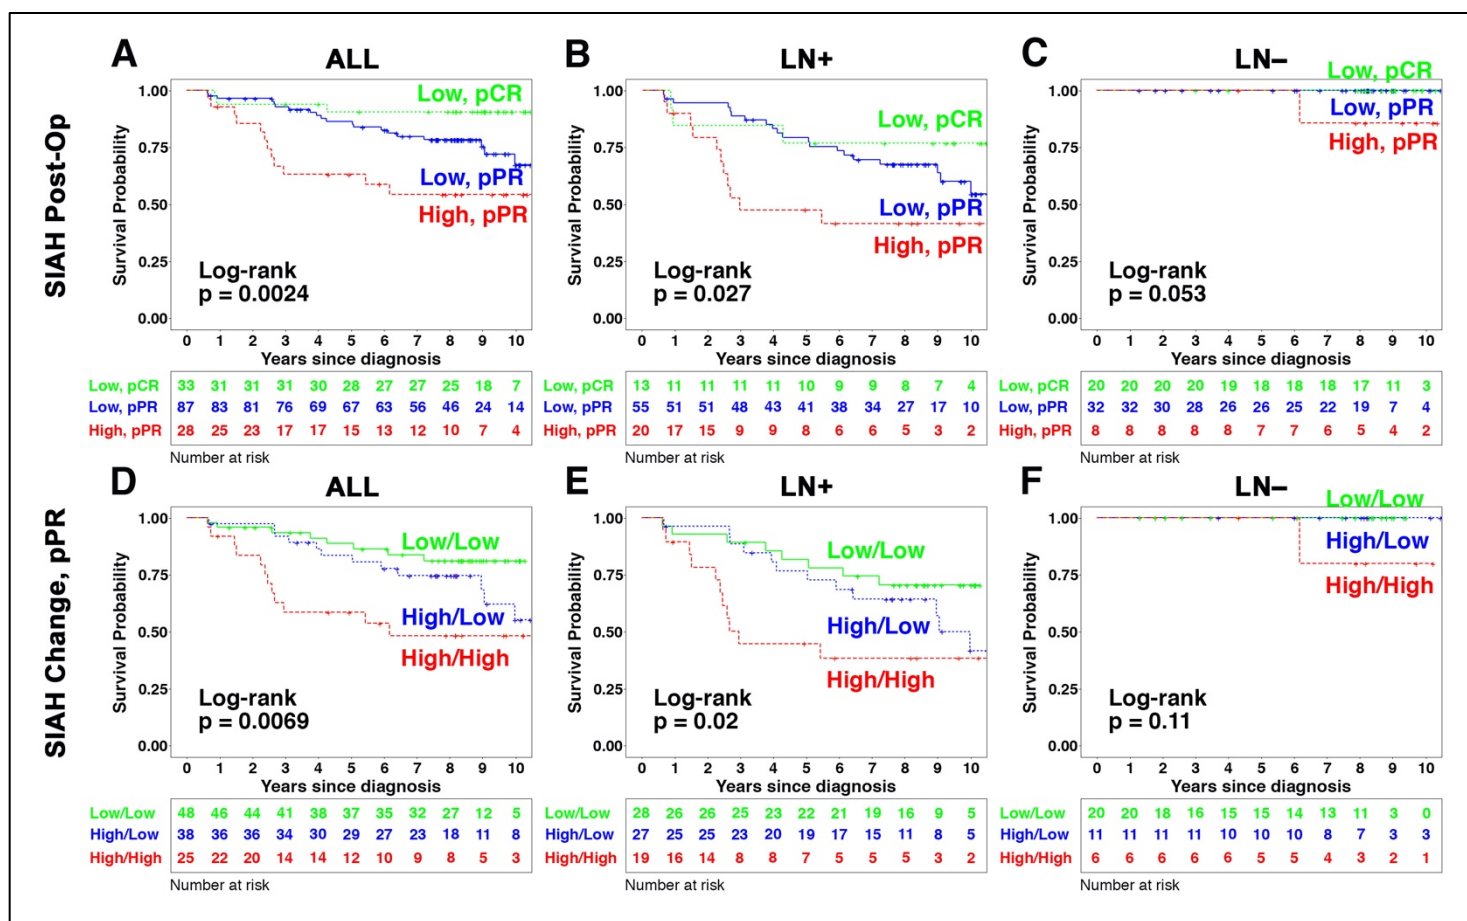 A ALL
SIAH Post-Op
Survival Probability
1.00
0.75
0.50
0.25
0.00
Low, pCR
Low, pPR
High, pPR
Log-rank
p = 0.0024
0 1 2 3 4 5 6 7 8 9 10
Years since diagnosis
Low, pCR 33 31 31 31 30 28 27 27 25 18 7
Low, pPR 87 83 81 76 69 67 63 56 46 24 14
High, pPR 28 25 23 17 17 15 13 12 10 7 4
Number at risk
B LN+
Survival Probability
1.00
0.75
0.50
0.25
0.00
Low, pCR
Low, pPR
High, pPR
Log-rank
p = 0.027
0 1 2 3 4 5 6 7 8 9 10
Years since diagnosis
Low, pCR 13 11 11 11 11 10 9 9 8 7 4
Low, pPR 55 51 51 48 43 41 38 34 27 17 10
High, pPR 20 17 15 9 9 8 6 6 5 3 2
Number at risk
C LN–
Survival Probability
1.00
0.75
0.50
0.25
0.00
Low, pCR
Low, pPR
High, pPR
Log-rank
p = 0.053
0 1 2 3 4 5 6 7 8 9 10
Years since diagnosis
Low, pCR 20 20 20 20 19 18 18 18 17 11 3
Low, pPR 32 32 30 28 26 26 25 22 19 7 4
High, pPR 8 8 8 8 8 7 7 6 5 4 2
Number at risk
D ALL
SIAH Change, pPR
Survival Probability
1.00
0.75
0.50
0.25
0.00
Low/Low
High/Low
High/High
Log-rank
p = 0.0069
0 1 2 3 4 5 6 7 8 9 10
Years since diagnosis
Low/Low 48 46 44 41 38 37 35 32 27 12 5
High/Low 38 36 36 34 30 29 27 23 18 11 8
High/High 25 22 20 14 14 12 10 9 8 5 3
Number at risk
E LN+
Survival Probability
1.00
0.75
0.50
0.25
0.00
Low/Low
High/Low
High/High
Log-rank
p = 0.02
0 1 2 3 4 5 6 7 8 9 10
Years since diagnosis
Low/Low 28 26 26 25 23 22 21 19 16 9 5
High/Low 27 25 25 23 20 19 17 15 11 8 5
High/High 19 16 14 8 8 7 5 5 5 3 2
Number at risk
F LN–
Survival Probability
1.00
0.75
0.50
0.25
0.00
Low/Low
High/Low
High/High
Log-rank
p = 0.11
0 1 2 3 4 5 6 7 8 9 10
Years since diagnosis
Low/Low 20 20 18 16 15 15 14 13 11 3 0
High/Low 11 11 11 11 10 10 10 8 7 3 3
High/High 6 6 6 6 6 5 5 4 3 2 1
Number at risk